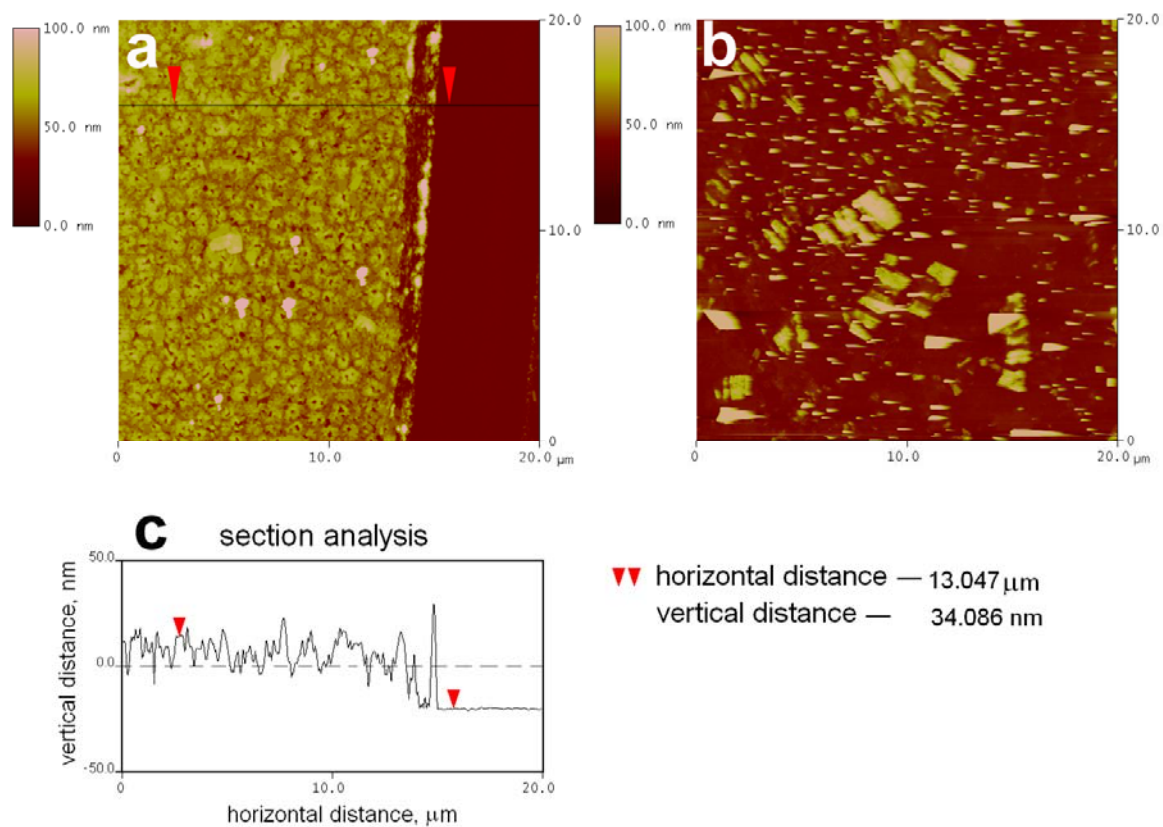 a
100.0 nm
50.0 nm
0.0 nm
20.0
10.0
0
0
10.0
20.0 µm
b
100.0 nm
50.0 nm
0.0 nm
20.0
10.0
0
0
10.0
20.0 µm
c section analysis
vertical distance, nm
50.0
0.0
-50.0
0
10.0
20.0
horizontal distance, µm
horizontal distance — 13.047 µm
vertical distance — 34.086 nm